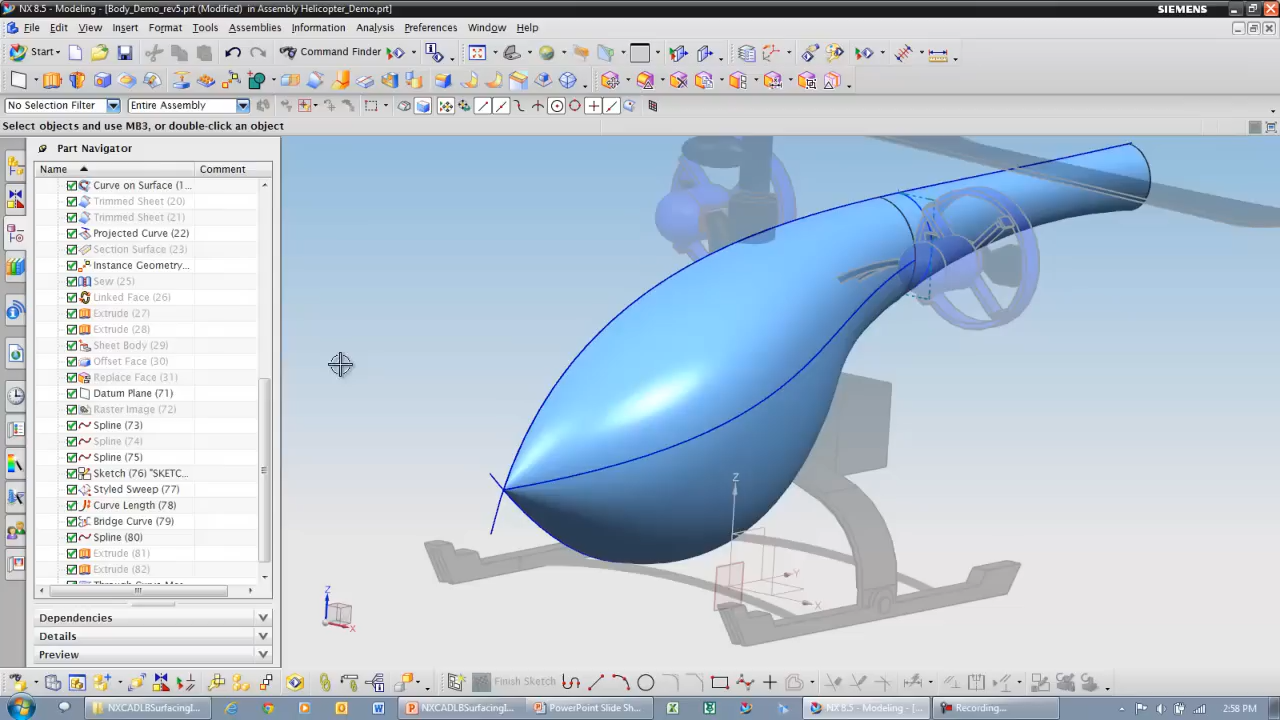 NX 8.5 - Modeling - [Body_Demo_rev5.prt (Modified) in Assembly Helicopter_Demo.prt]
SIEMENS
File Edit View Insert Format Tools Assemblies Information Analysis Preferences Window Help
Start Command Finder
No Selection Filter Entire Assembly
Select objects and use MB3, or double-click an object
Part Navigator
Name Comment
Curve on Surface (1...
Trimmed Sheet (20)
Trimmed Sheet (21)
Projected Curve (22)
Section Surface (23)
Instance Geometry...
Sew (25)
Linked Face (26)
Extrude (27)
Extrude (28)
Sheet Body (29)
Offset Face (30)
Replace Face (31)
Datum Plane (71)
Raster Image (72)
Spline (73)
Spline (74)
Spline (75)
Sketch (76) "SKETC...
Styled Sweep (77)
Curve Length (78)
Bridge Curve (79)
Spline (80)
Extrude (81)
Extrude (82)
Dependencies
Details
Preview
Z
Y
X
Z
X
Finish Sketch
NXCADLBSurfacingI... NXCADLBSurfacingI... PowerPoint Slide Sh... NX 8.5 - Modeling - [... Recording... 2:58 PM